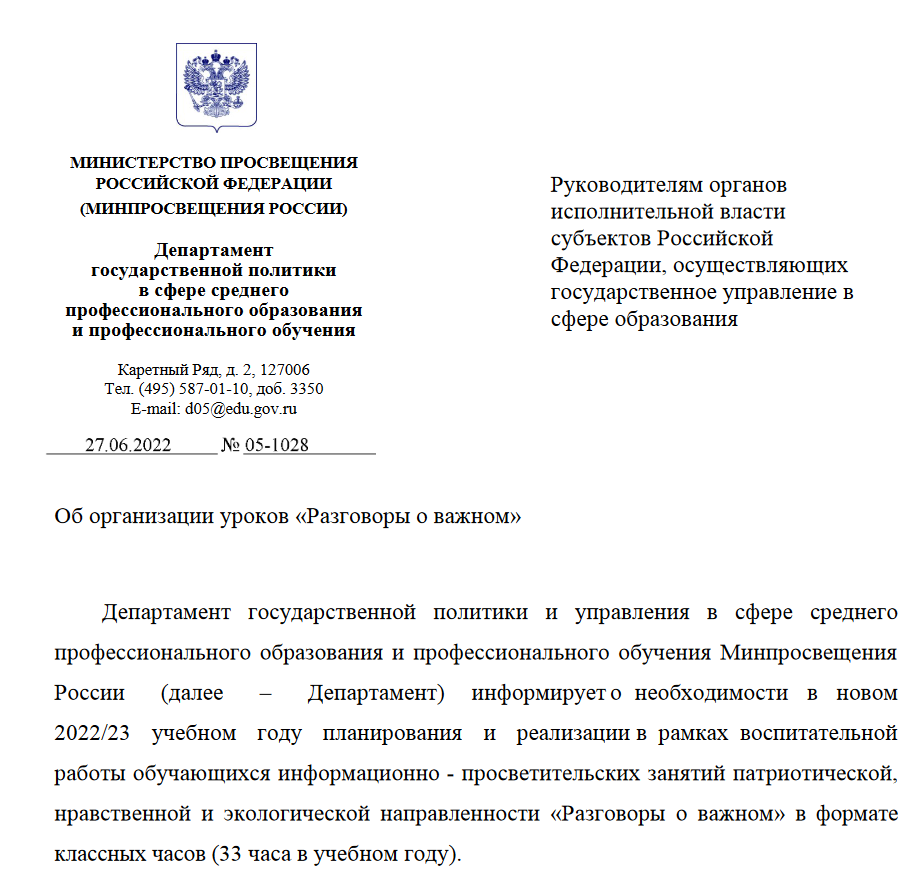 МИНИСТЕРСТВО ПРОСВЕЩЕНИЯ
РОССИЙСКОЙ ФЕДЕРАЦИИ
(МИНПРОСВЕЩЕНИЯ РОССИИ)
Департамент
государственной политики
в сфере среднего
профессионального образования
и профессионального обучения
Каретный Ряд, д. 2, 127006
Тел. (495) 587-01-10, доб. 3350
E-mail: d05@edu.gov.ru
27.06.2022 № 05-1028
Руководителям органов
исполнительной власти
субъектов Российской
Федерации, осуществляющих
государственное управление в
сфере образования
Об организации уроков «Разговоры о важном»
Департамент государственной политики и управления в сфере среднего
профессионального образования и профессионального обучения Минпросвещения
России (далее – Департамент) информирует о необходимости в новом
2022/23 учебном году планирования и реализации в рамках воспитательной
работы обучающихся информационно - просветительских занятий патриотической,
нравственной и экологической направленности «Разговоры о важном» в формате
классных часов (33 часа в учебном году).